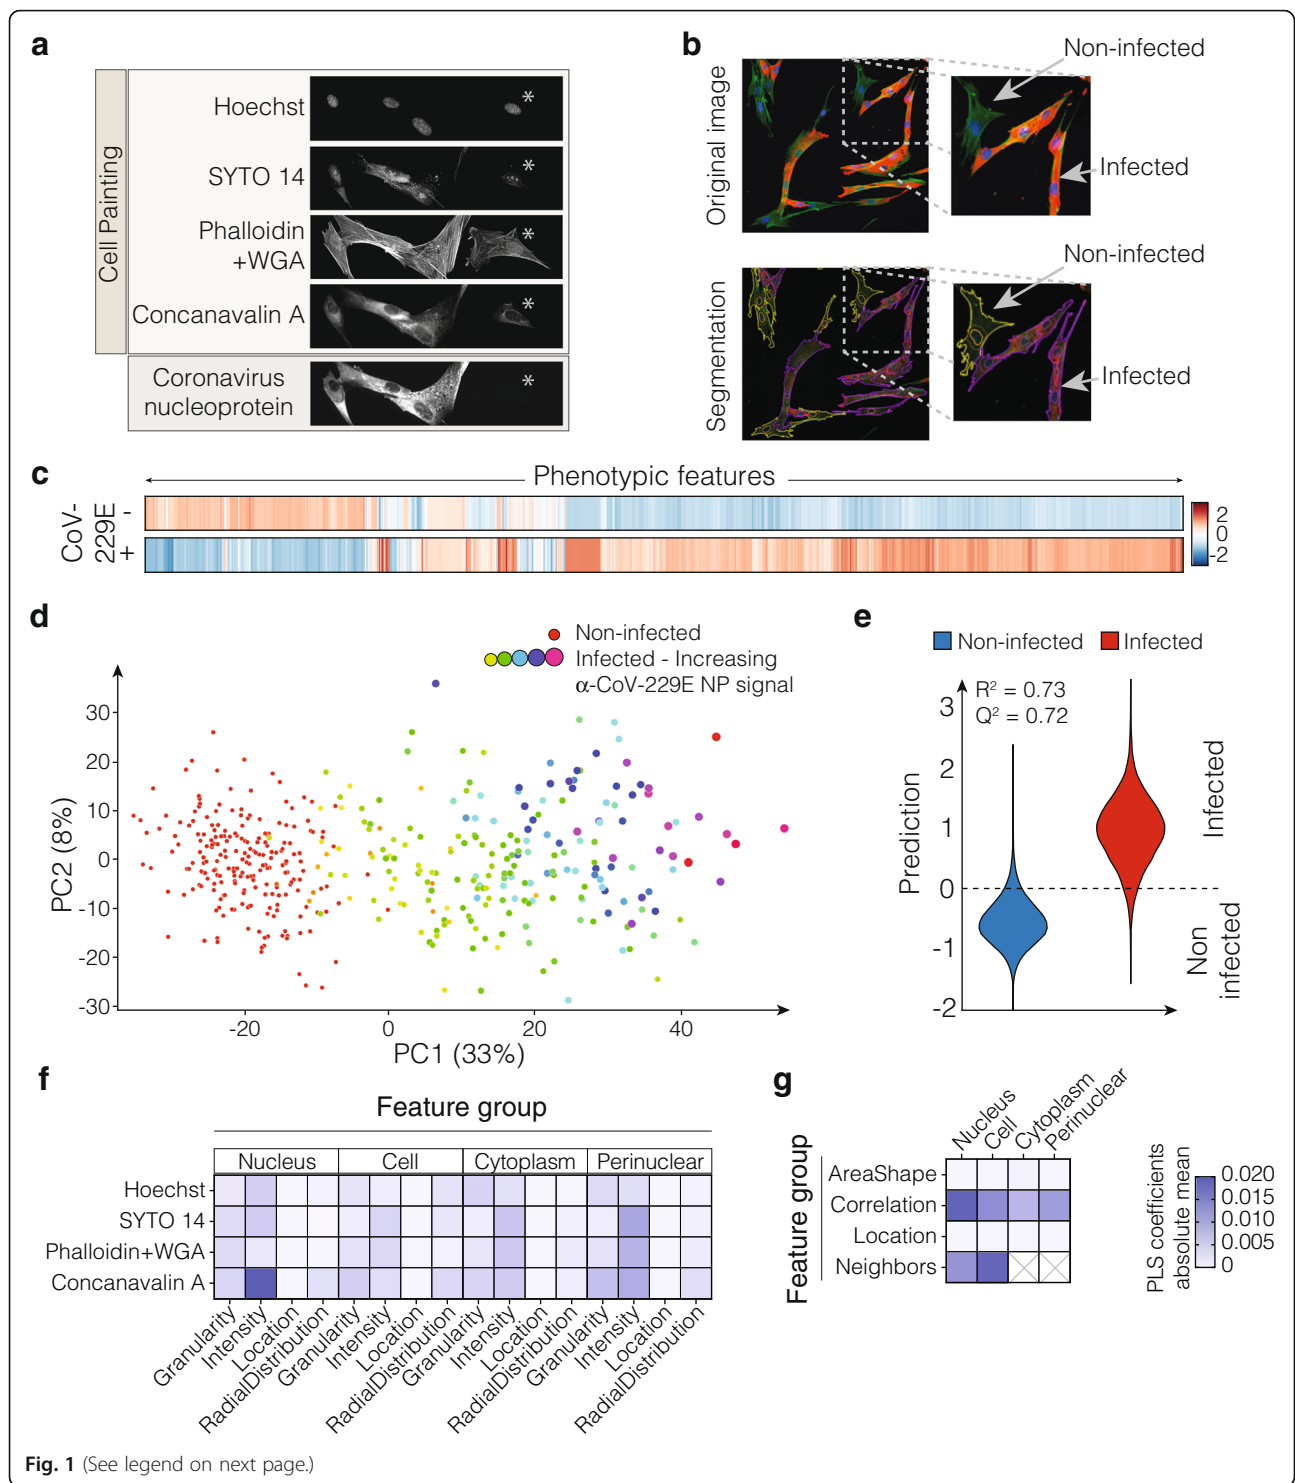 a
Cell Painting
Hoechst
*
SYTO 14
*
Phalloidin
+WGA
*
Concanavalin A
*
Coronavirus
nucleoprotein
*
b
Original image
Non-infected
Infected
Segmentation
Non-infected
Infected
c
Phenotypic features
CoV-
229E
-
+
2
0
-2
d
Non-infected
Infected - Increasing
α-CoV-229E NP signal
PC2 (8%)
30
20
10
0
-10
-20
-30
-20
0
20
40
PC1 (33%)
e
Non-infected
Infected
R² = 0.73
Q² = 0.72
Prediction
3
2
1
0
-1
-2
Infected
Non
infected
f
Feature group
Nucleus
Cell
Cytoplasm
Perinuclear
Hoechst
SYTO 14
Phalloidin+WGA
Concanavalin A
Granularity
Intensity
Location
RadialDistribution
Granularity
Intensity
Location
RadialDistribution
Granularity
Intensity
Location
RadialDistribution
Granularity
Intensity
Location
RadialDistribution
g
Nucleus
Cell
Cytoplasm
Perinuclear
Feature group
AreaShape
Correlation
Location
Neighbors
PLS coefficients
absolute mean
0.020
0.015
0.010
0.005
0
Fig. 1 (See legend on next page.)